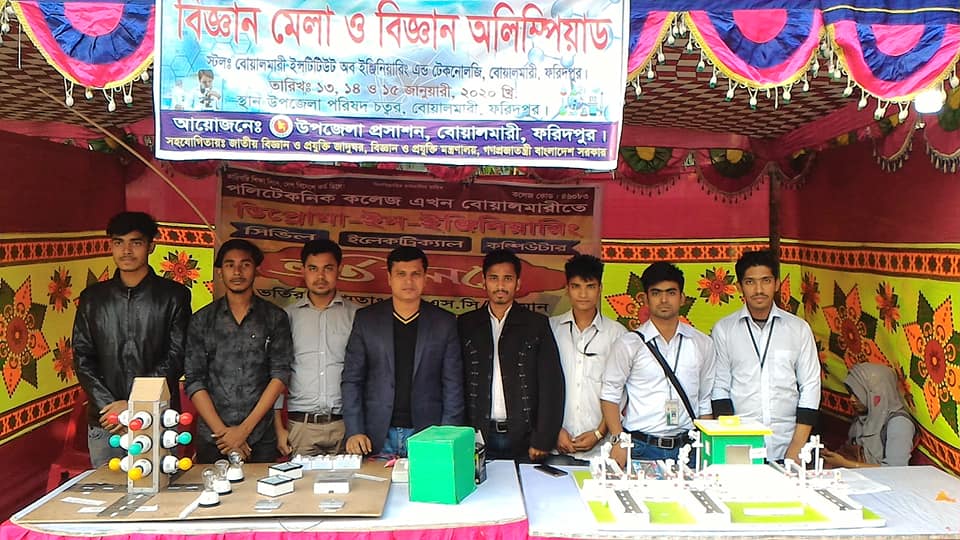 বিজ্ঞান মেলা ও বিজ্ঞান অলিম্পিয়াড
স্টলঃ বোয়ালমারী ইন্সটিটিউট অব ইঞ্জিনিয়ারিং এন্ড টেকনোলজি, বোয়ালমারী, ফরিদপুর।
তারিখঃ ১৩, ১৪ ও ১৫ জানুয়ারী, ২০২০ খ্রি.
স্থান-উপজেলা পরিষদ চত্বর, বোয়ালমারী, ফরিদপুর।
আয়োজনেঃ উপজেলা প্রশাসন, বোয়ালমারী, ফরিদপুর।
সহযোগিতায়ঃ জাতীয় বিজ্ঞান ও প্রযুক্তি জাদুঘর, বিজ্ঞান ও প্রযুক্তি মন্ত্রণালয়, গণপ্রজাতন্ত্রী বাংলাদেশ সরকার
কলেজ কোড : ৫৬০৮৩
পলিটেকনিক কলেজ এখন বোয়ালমারীতে
ডিপ্লোমা-ইন-ইঞ্জিনিয়ারিং
সিভিল ইলেকট্রিক্যাল কম্পিউটার
ভর্তির এস.সি